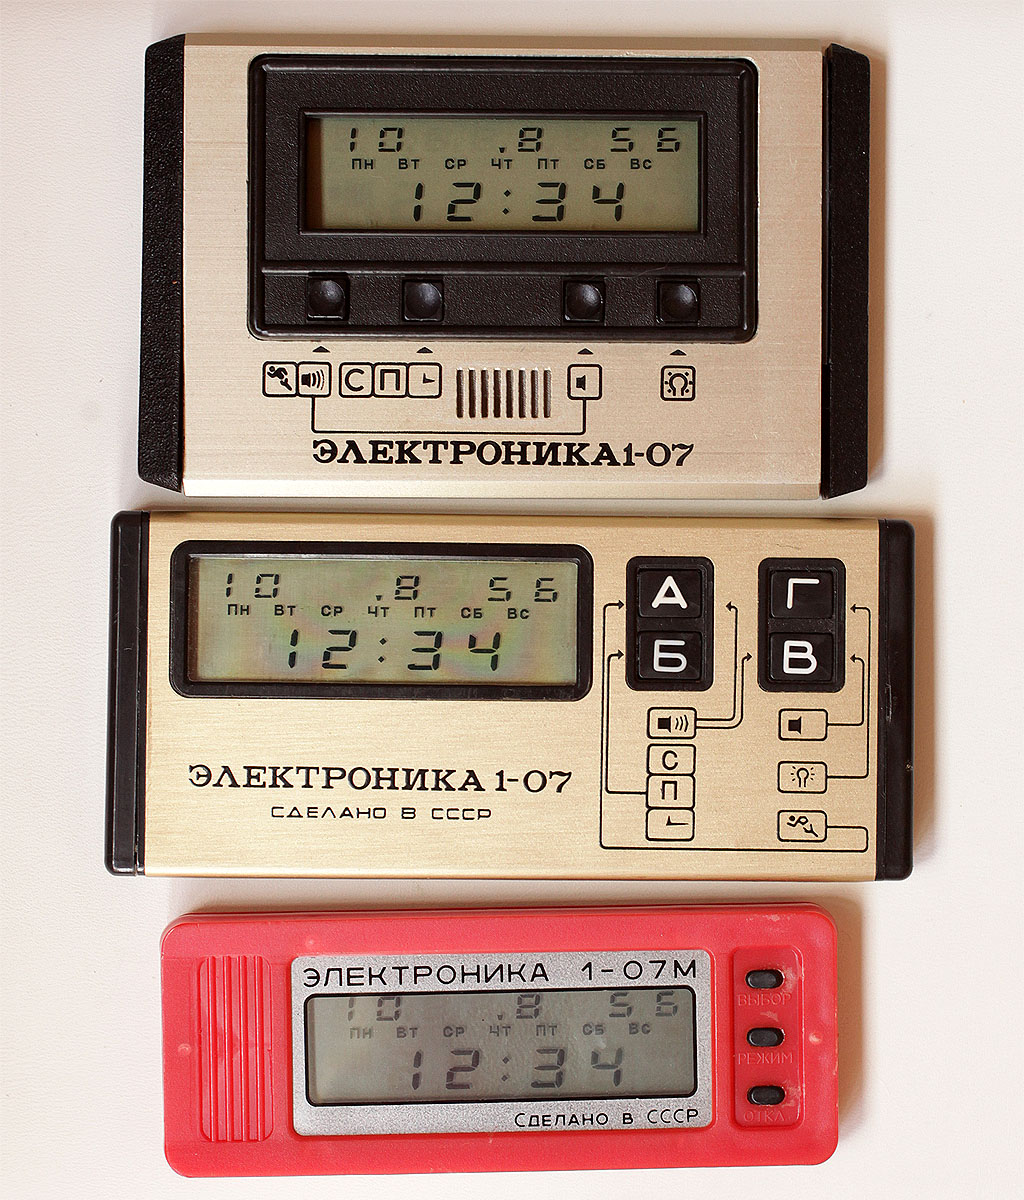 10 .8 56
ПН ВТ СР ЧТ ПТ СБ ВС
12:34
С П
ЭЛЕКТРОНИКА 1-07
10 .8 56
ПН ВТ СР ЧТ ПТ СБ ВС
12:34
А Г
Б В
С
П
ЭЛЕКТРОНИКА 1-07
СДЕЛАНО В СССР
ЭЛЕКТРОНИКА 1-07М
10 .8 56
ПН ВТ СР ЧТ ПТ СБ ВС
12:34
СДЕЛАНО В СССР
ВЫБОР
РЕЖИМ
ОТКЛ